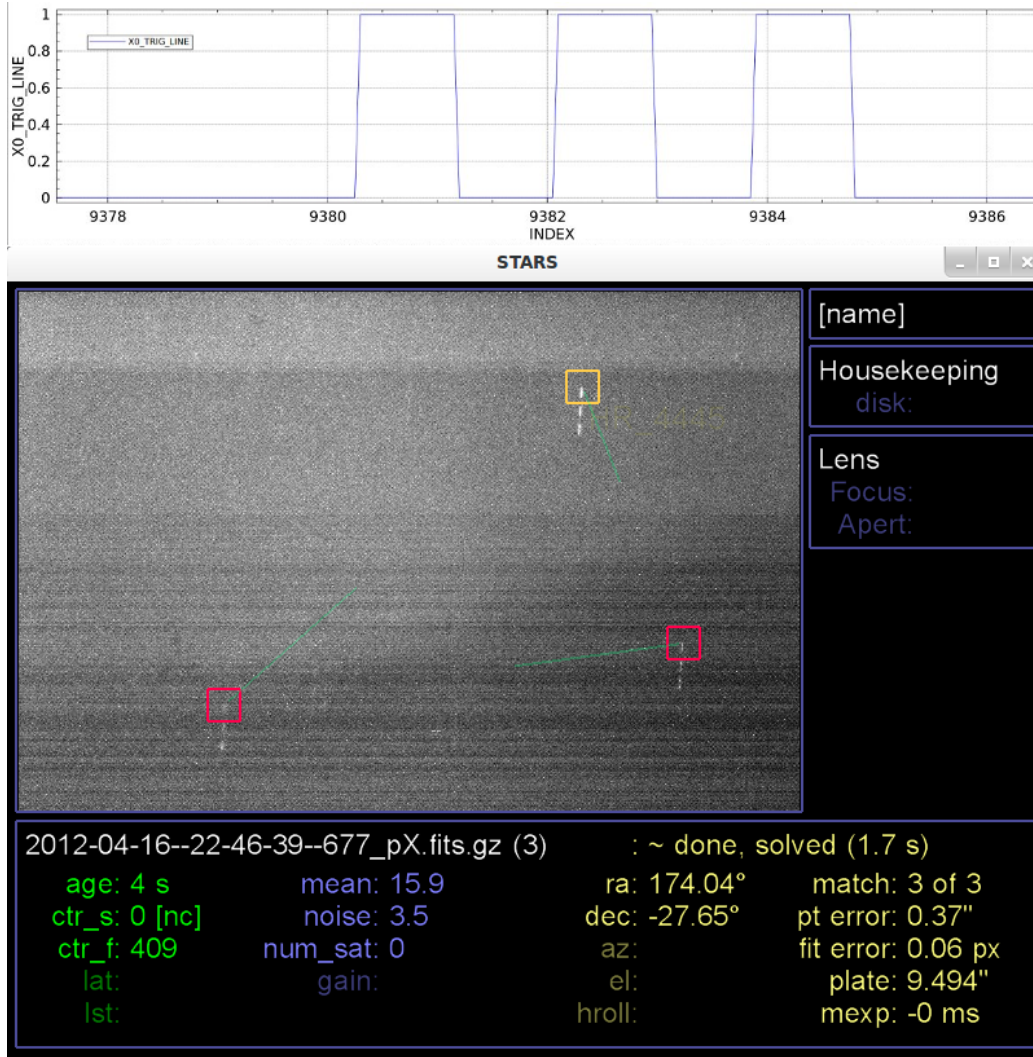 1
X0_TRIG_LINE
0.8
0.6
0.4
0.2
0
X0_TRIG_LINE
9378 9380 9382 9384 9386
INDEX
STARS
[name]
Housekeeping
disk:
Lens
Focus:
Apert:
HR_4445
2012-04-16--22-46-39--677_pX.fits.gz (3) : ~ done, solved (1.7 s)
age: 4 s mean: 15.9 ra: 174.04° match: 3 of 3
ctr_s: 0 [nc] noise: 3.5 dec: -27.65° pt error: 0.37"
ctr_f: 409 num_sat: 0 az: fit error: 0.06 px
lat: gain: el: plate: 9.494"
lst: hroll: mexp: -0 ms